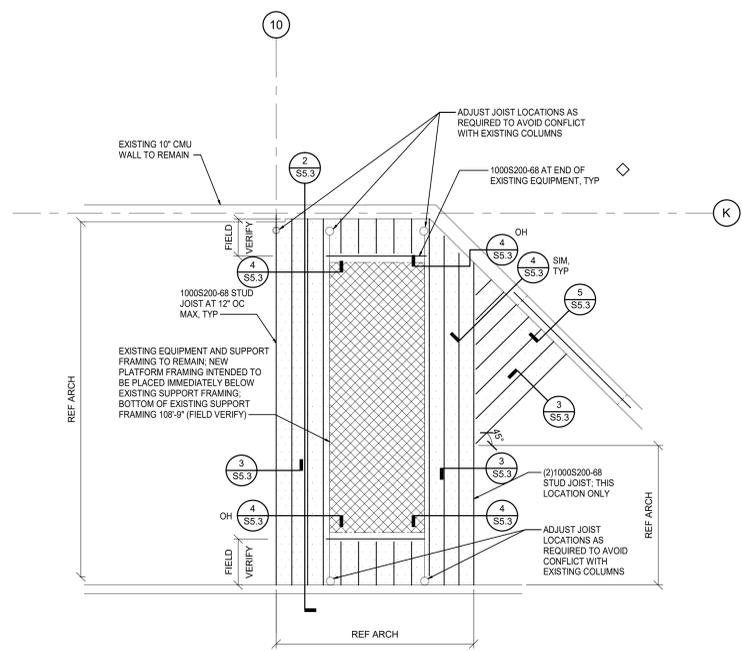 10
ADJUST JOIST LOCATIONS AS
REQUIRED TO AVOID CONFLICT
WITH EXISTING COLUMNS
EXISTING 10" CMU
WALL TO REMAIN
2
S5.3
1000S200-68 AT END OF
EXISTING EQUIPMENT, TYP
K
FIELD
VERIFY
OH
4
S5.3
4
S5.3
SIM,
TYP
4
S5.3
5
S5.3
1000S200-68 STUD
JOIST AT 12" OC
MAX, TYP
EXISTING EQUIPMENT AND SUPPORT
FRAMING TO REMAIN; NEW
PLATFORM FRAMING INTENDED TO
BE PLACED IMMEDIATELY BELOW
EXISTING SUPPORT FRAMING;
BOTTOM OF EXISTING SUPPORT
FRAMING 108'-9" (FIELD VERIFY)
REF ARCH
3
S5.3
45°
3
S5.3
3
S5.3
(2)1000S200-68
STUD JOIST; THIS
LOCATION ONLY
OH
4
S5.3
4
S5.3
REF ARCH
FIELD
VERIFY
ADJUST JOIST
LOCATIONS AS
REQUIRED TO AVOID
CONFLICT WITH
EXISTING COLUMNS
REF ARCH